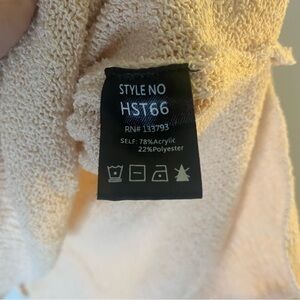 STYLE NO
HST66
RN# 133793
SELF: 78%Acrylic
22%Polyester